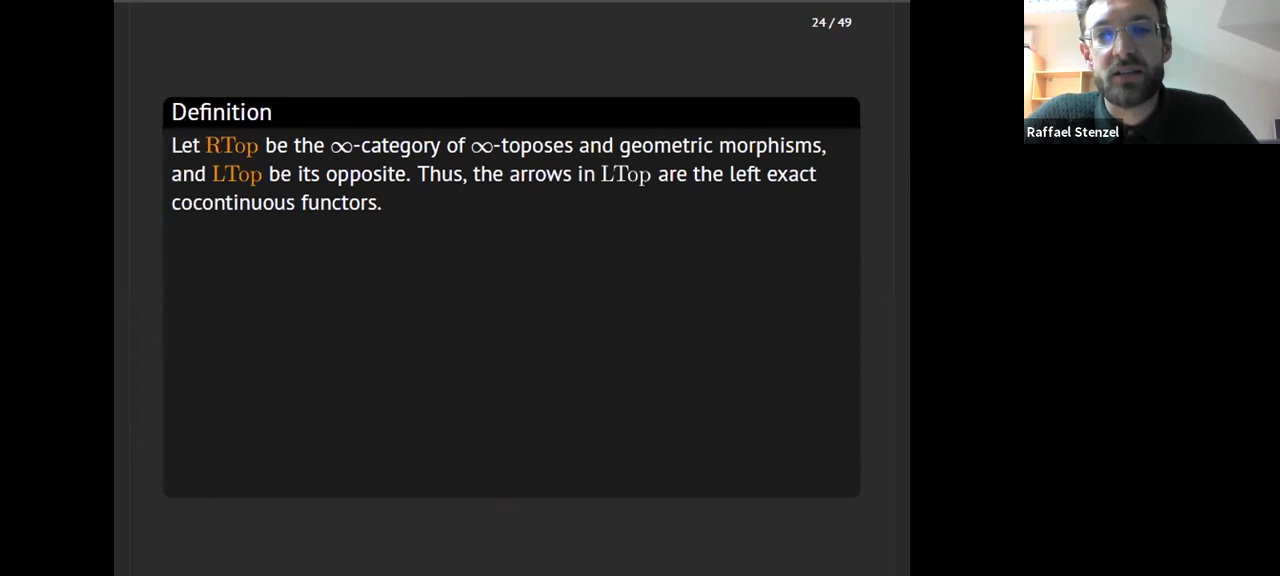 24 / 49
Definition
Let RTop be the ∞-category of ∞-toposes and geometric morphisms,
and LTop be its opposite. Thus, the arrows in LTop are the left exact
cocontinuous functors.
Raffael Stenzel